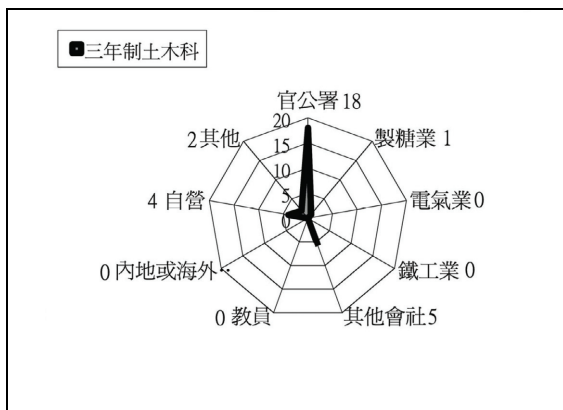 三年制土木科
官公署 18
製糖業 1
電氣業0
鐵工業 0
其他會社5
0 教員
0 內地或海外‥
4 自營
2其他
20
15
10
5
0